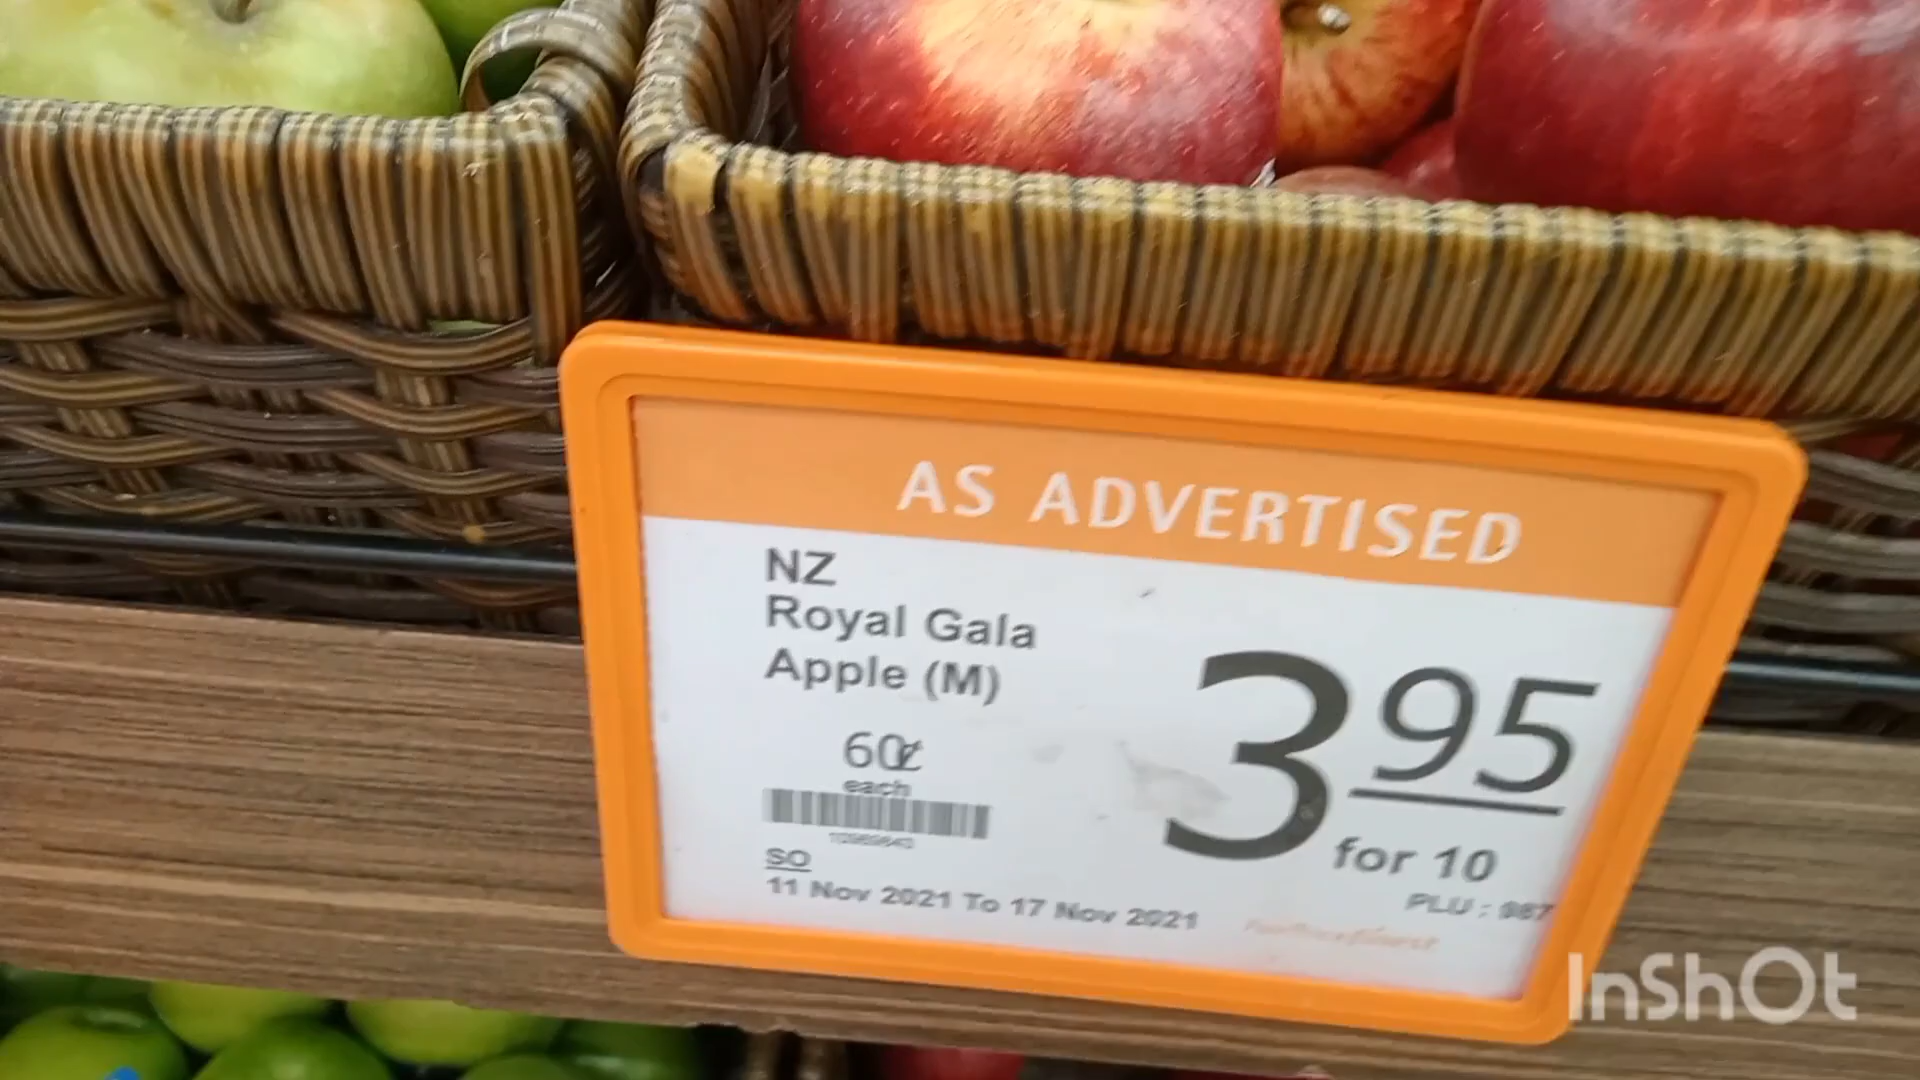 AS ADVERTISED
NZ
Royal Gala
Apple (M)
60¢
each
3 95
for 10
SO
11 Nov 2021 To 17 Nov 2021
PLU : 987
InShOt